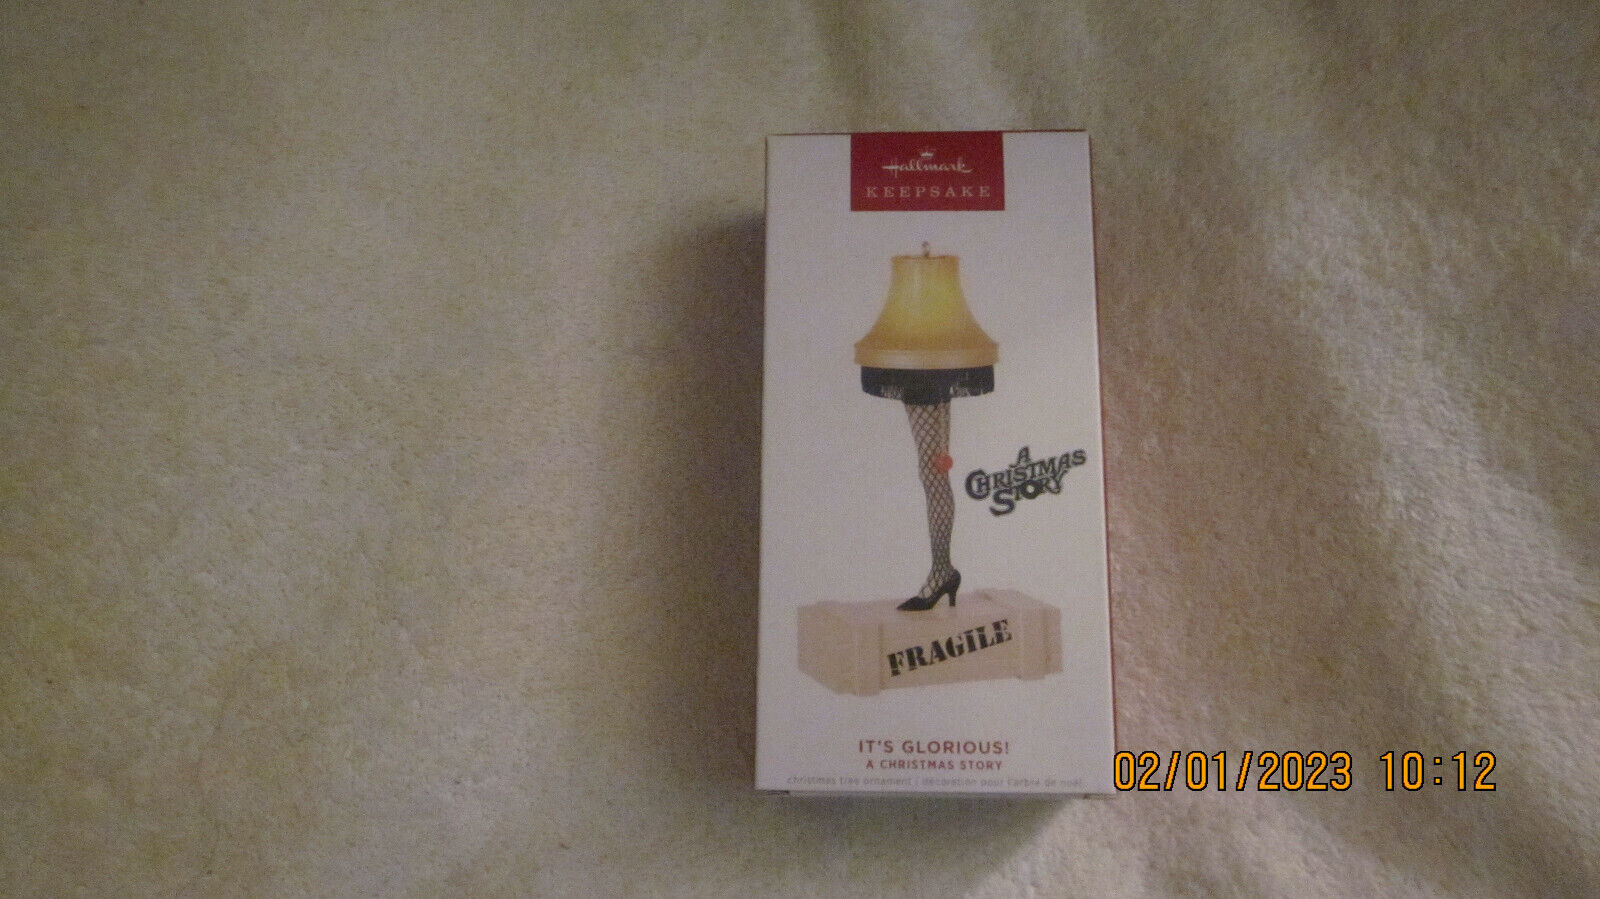 Hallmark
KEEPSAKE
A
CHRISTMAS
STORY
FRAGILE
IT'S GLORIOUS!
A CHRISTMAS STORY
christmas tree ornament | décoration pour l'arbre de noël
02/01/2023 10:12